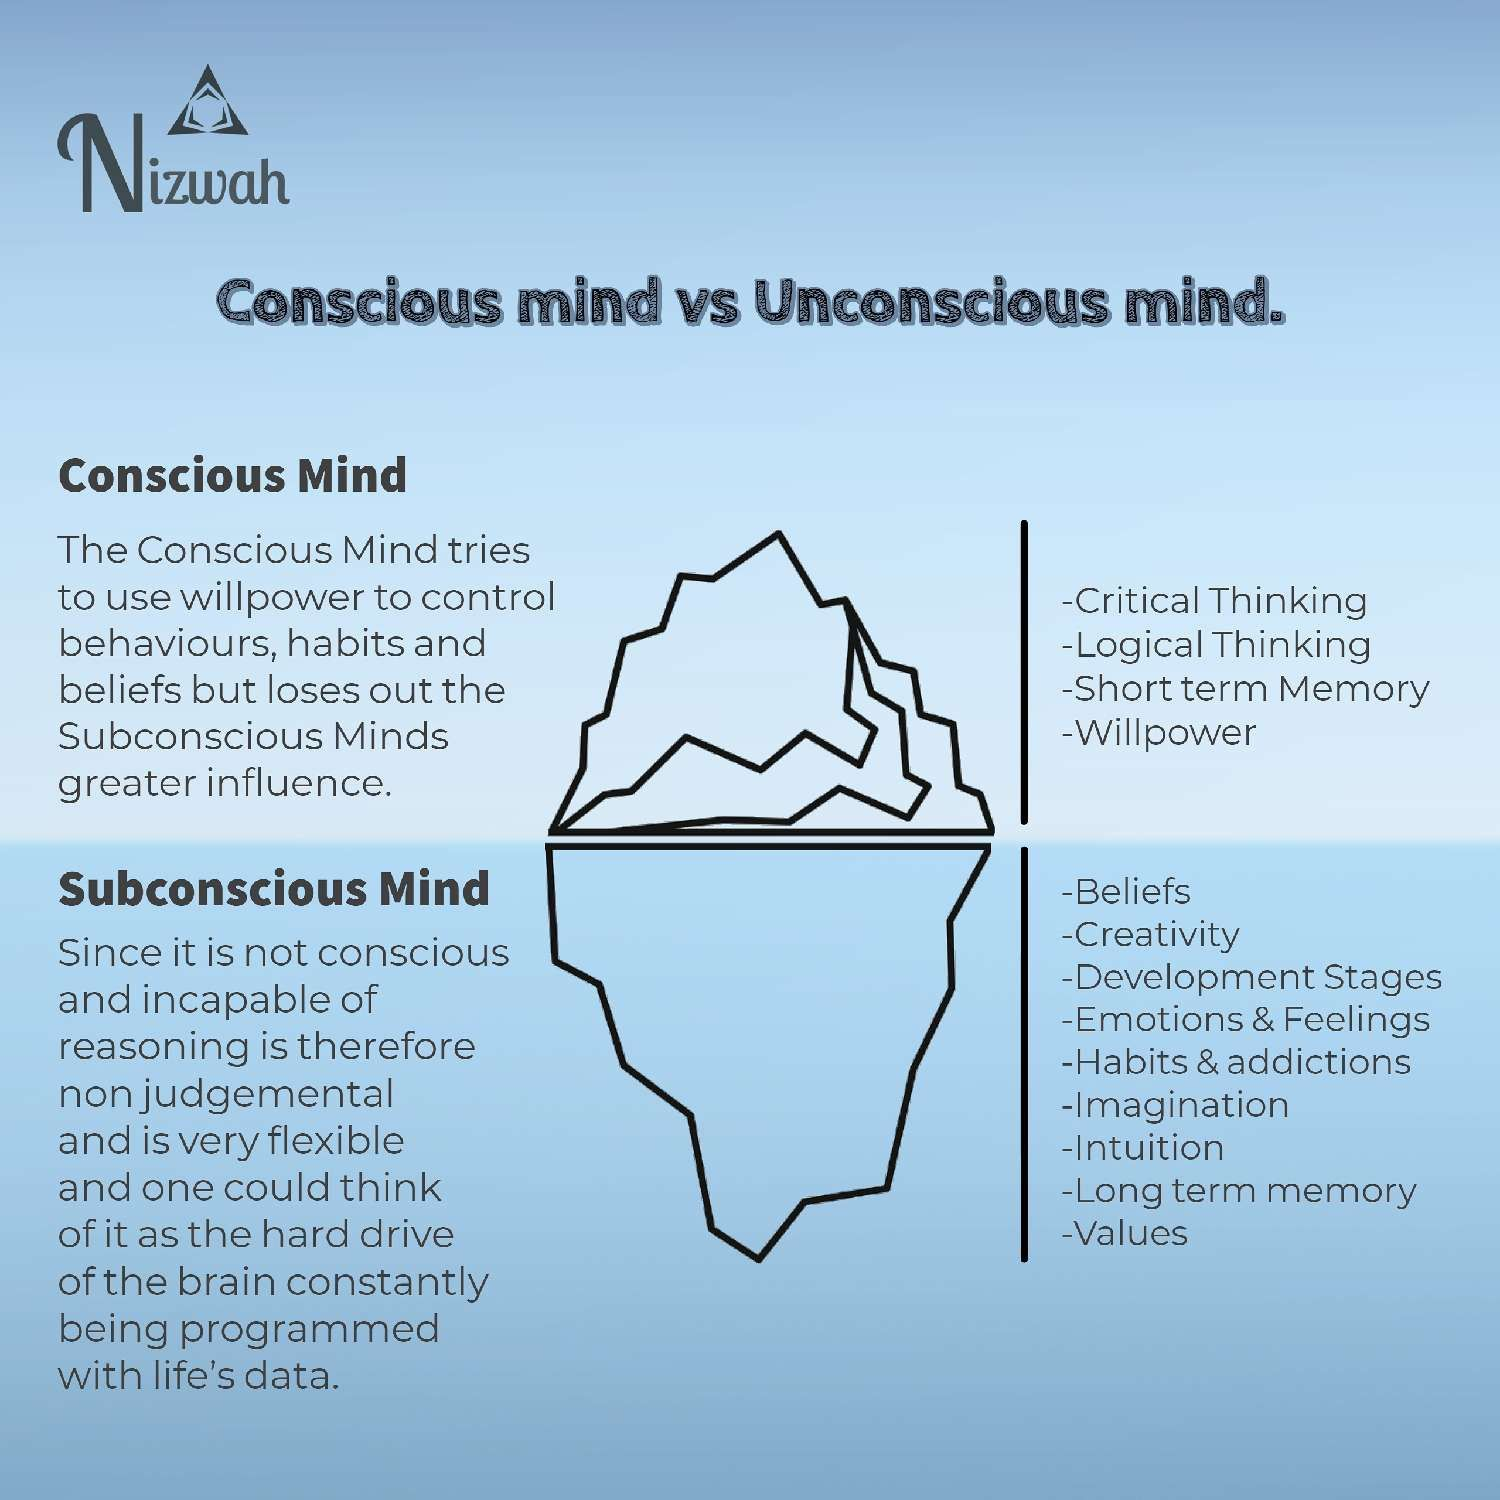 Nizwah
Conscious mind vs Unconscious mind.
Conscious Mind
The Conscious Mind tries
to use willpower to control
behaviours, habits and
beliefs but loses out the
Subconscious Minds
greater influence.
-Critical Thinking
-Logical Thinking
-Short term Memory
-Willpower
Subconscious Mind
Since it is not conscious
and incapable of
reasoning is therefore
non judgemental
and is very flexible
and one could think
of it as the hard drive
of the brain constantly
being programmed
with life's data.
-Beliefs
-Creativity
-Development Stages
-Emotions & Feelings
-Habits & addictions
-Imagination
-Intuition
-Long term memory
-Values